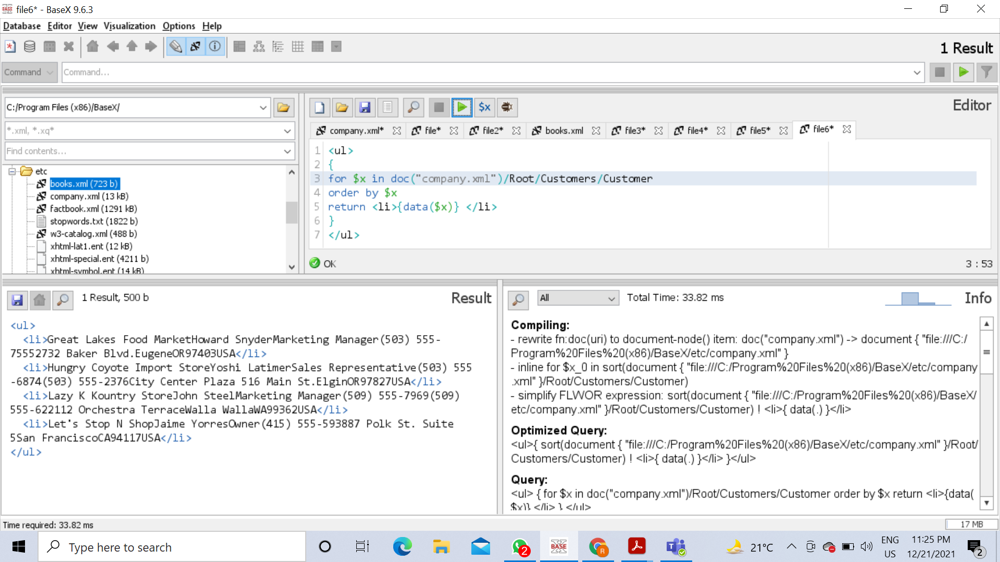 file6* - BaseX 9.6.3
Database Editor View Visualization Options Help
1 Result
Command Command...
C:/Program Files (x86)/BaseX/
*.xml, *.xq*
Find contents...
etc
books.xml (723 b)
company.xml (13 kB)
factbook.xml (1291 kB)
stopwords.txt (1822 b)
w3-catalog.xml (488 b)
xhtml-lat1.ent (12 kB)
xhtml-special.ent (4211 b)
xhtml-symbol.ent (14 kB)
$x
Editor
company.xml* file* file2* books.xml file3* file4* file5* file6*
1 <ul>
2 {
3 for $x in doc("company.xml")/Root/Customers/Customer
4 order by $x
5 return <li>{data($x)} </li>
6 }
7 </ul>
OK 3 : 53
1 Result, 500 b Result
<ul>
<li>Great Lakes Food MarketHoward SnyderMarketing Manager(503) 555-
75552732 Baker Blvd.EugeneOR97403USA</li>
<li>Hungry Coyote Import StoreYoshi LatimerSales Representative(503) 555
-6874(503) 555-2376City Center Plaza 516 Main St.ElginOR97827USA</li>
<li>Lazy K Kountry StoreJohn SteelMarketing Manager(509) 555-7969(509)
555-622112 Orchestra TerraceWalla WallaWA99362USA</li>
<li>Let's Stop N ShopJaime YorresOwner(415) 555-593887 Polk St. Suite
5San FranciscoCA94117USA</li>
</ul>
All Total Time: 33.82 ms Info
Compiling:
- rewrite fn:doc(uri) to document-node() item: doc("company.xml") -> document { "file:///C:/
Program%20Files%20(x86)/BaseX/etc/company.xml" }
- inline for $x_0 in sort(document { "file:///C:/Program%20Files%20(x86)/BaseX/etc/company
.xml" }/Root/Customers/Customer)
- simplify FLWOR expression: sort(document { "file:///C:/Program%20Files%20(x86)/BaseX/
etc/company.xml" }/Root/Customers/Customer) ! <li>{ data(.) }</li>
Optimized Query:
<ul>{ sort(document { "file:///C:/Program%20Files%20(x86)/BaseX/etc/company.xml" }/Root/
Customers/Customer) ! <li>{ data(.) }</li> }</ul>
Query:
<ul> { for $x in doc("company.xml")/Root/Customers/Customer order by $x return <li>{data(
$x)} </li> } </ul>
Time required: 33.82 ms 17 MB
Type here to search
2
BASE
R
T
21°C
ENG
US
11:25 PM
12/21/2021
2